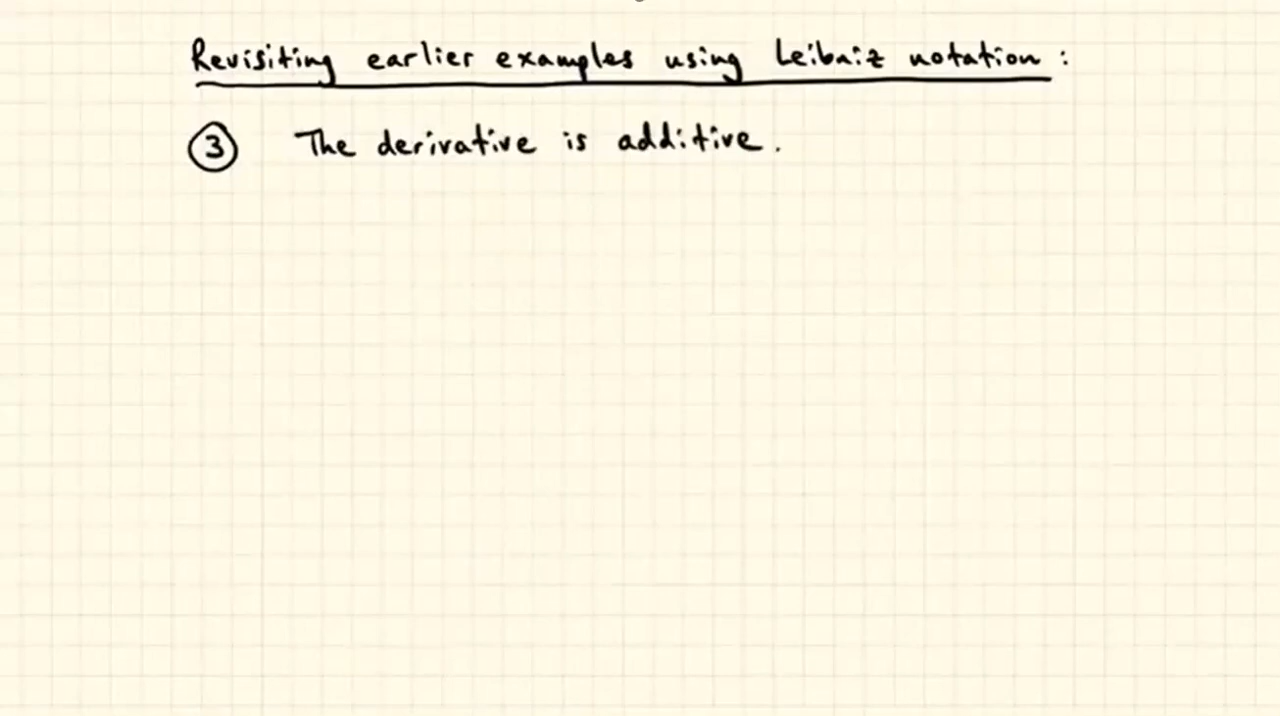 Revisiting earlier examples using Leibniz notation :
③ The derivative is additive.